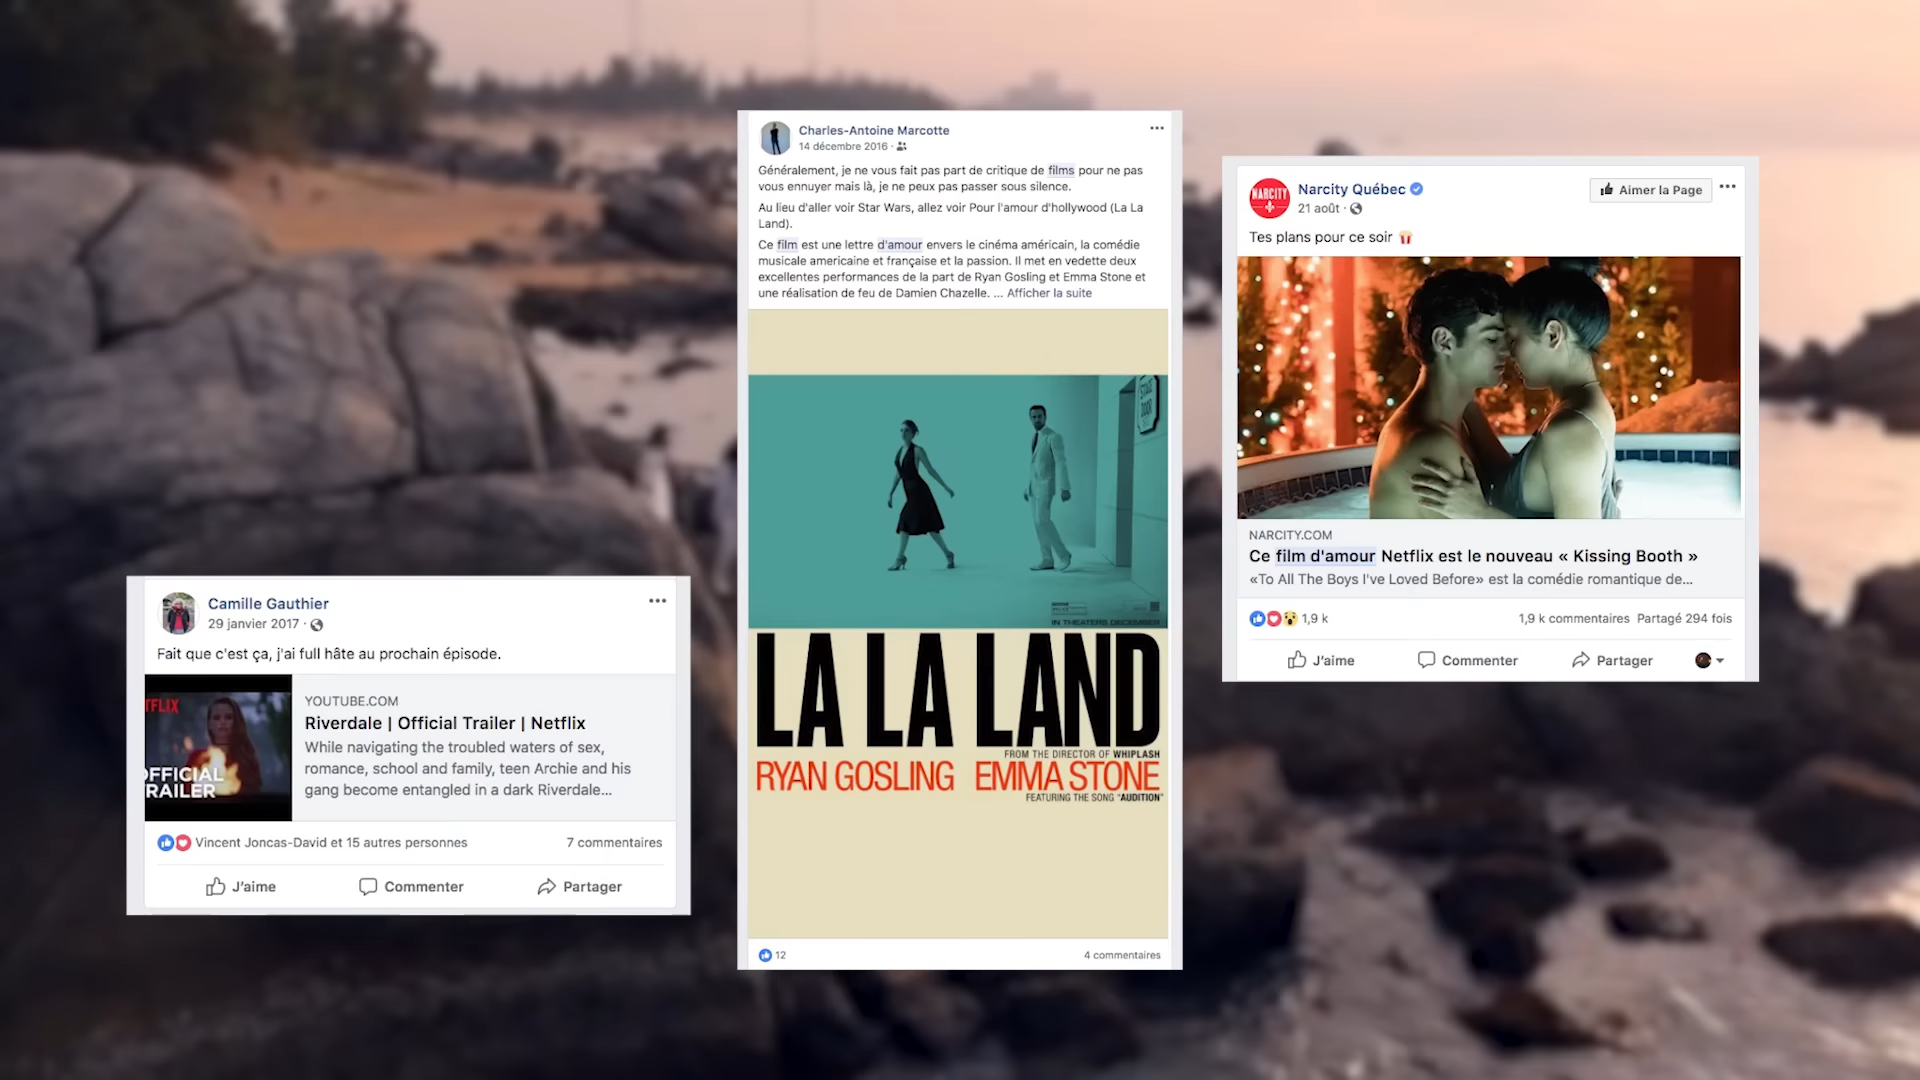 Camille Gauthier
29 janvier 2017 ·
Fait que c'est ça, j'ai full hâte au prochain épisode.
TFLIX
OFFICIAL
RAILER
YOUTUBE.COM
Riverdale | Official Trailer | Netflix
While navigating the troubled waters of sex,
romance, school and family, teen Archie and his
gang become entangled in a dark Riverdale...
Vincent Joncas-David et 15 autres personnes
7 commentaires
J'aime
Commenter
Partager
Charles-Antoine Marcotte
14 décembre 2016 ·
Généralement, je ne vous fait pas part de critique de films pour ne pas
vous ennuyer mais là, je ne peux pas passer sous silence.
Au lieu d'aller voir Star Wars, allez voir Pour l'amour d'hollywood (La La
Land).
Ce film est une lettre d'amour envers le cinéma américain, la comédie
musicale americaine et française et la passion. Il met en vedette deux
excellentes performances de la part de Ryan Gosling et Emma Stone et
une réalisation de feu de Damien Chazelle. ... Afficher la suite
STAGE
DOOR
IN THEATERS DECEMBER
LA LA LAND
FROM THE DIRECTOR OF WHIPLASH
RYAN GOSLING EMMA STONE
FEATURING THE SONG "AUDITION"
12
4 commentaires
NARCITY
Narcity Québec
21 août ·
Aimer la Page
Tes plans pour ce soir
NARCITY.COM
Ce film d'amour Netflix est le nouveau « Kissing Booth »
«To All The Boys I've Loved Before» est la comédie romantique de...
1,9 k
1,9 k commentaires Partagé 294 fois
J'aime
Commenter
Partager